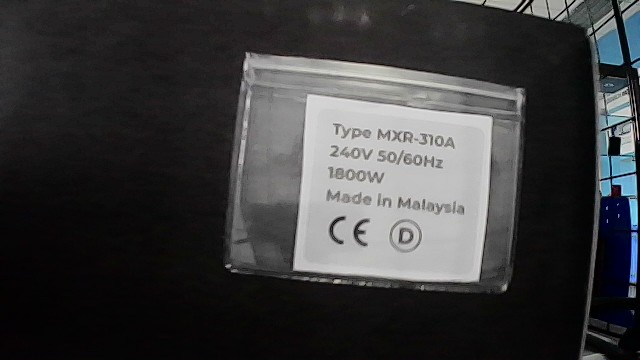 Type MXR-310A
240V 50/60Hz
1800W
Made in Malaysia
CE D